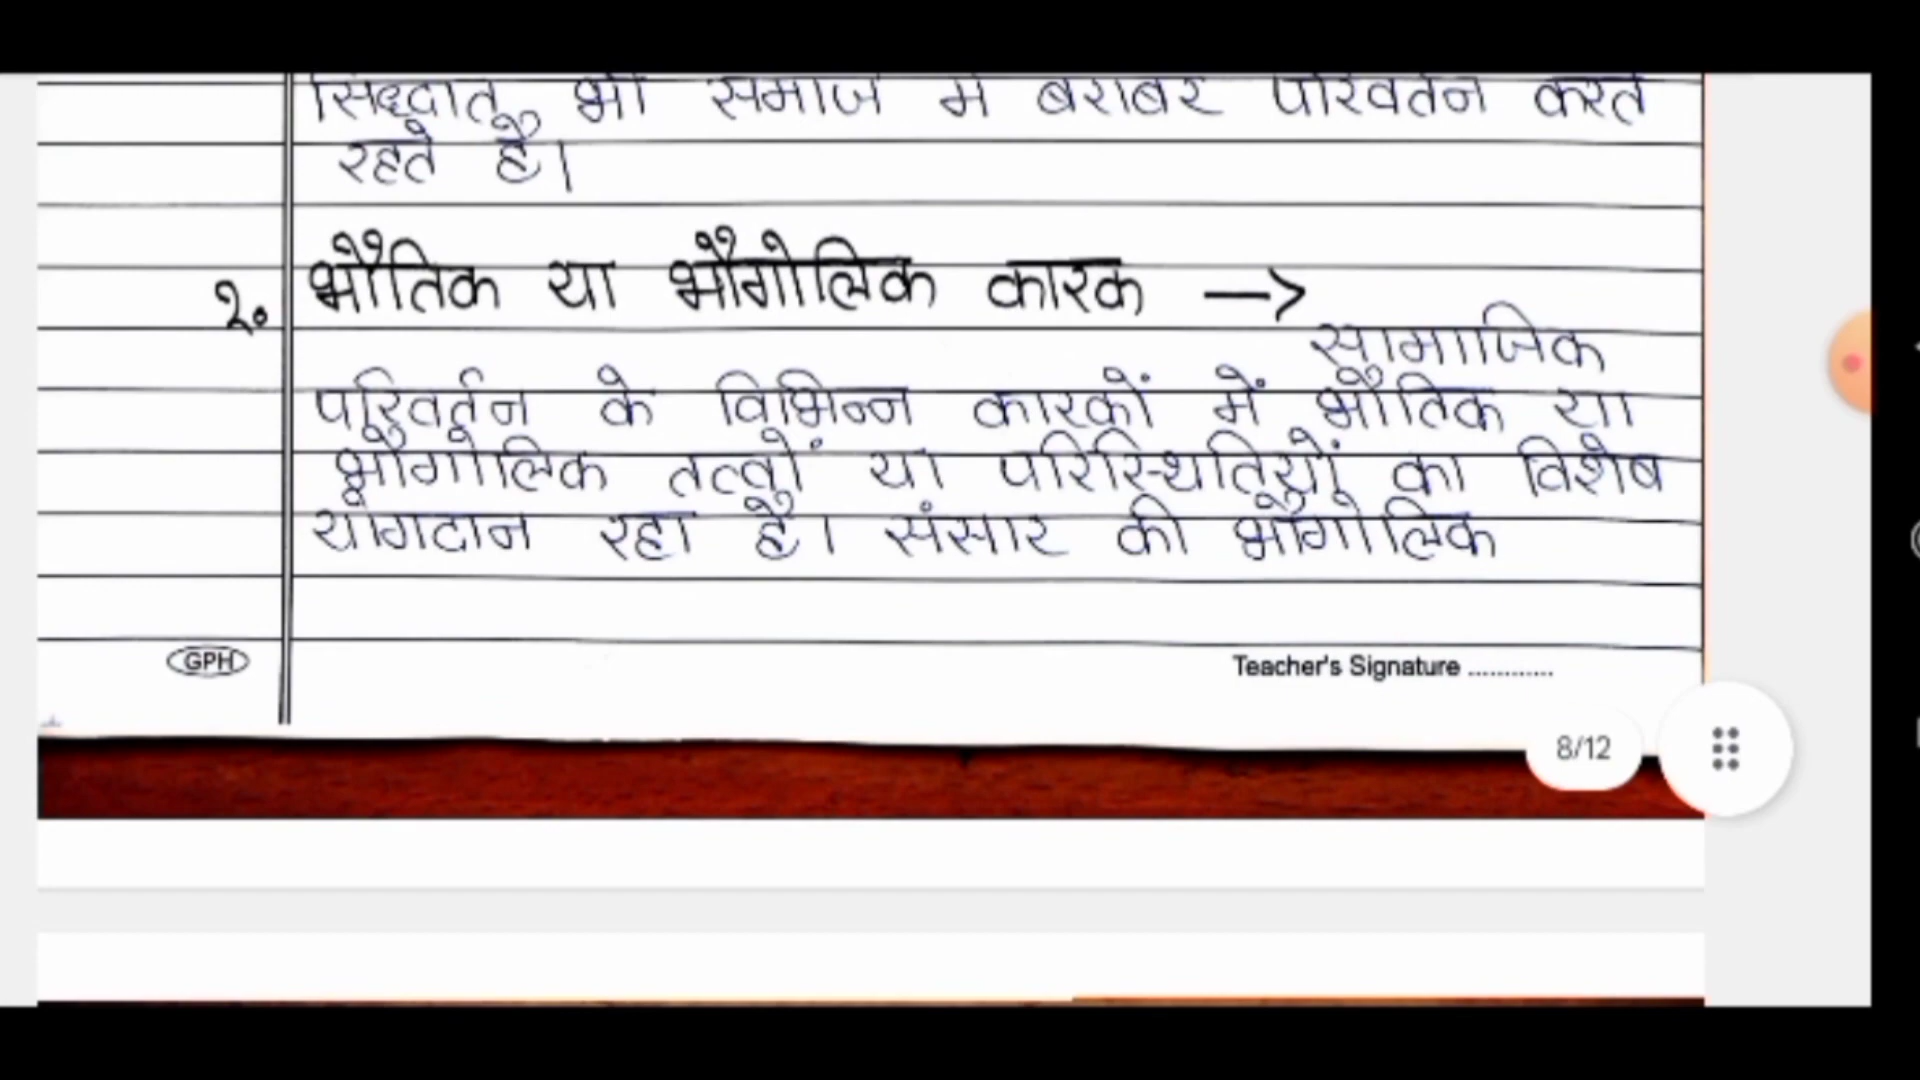 सिद्धांत भी समाज में बराबर परिवर्तन करते
रहते हैं।
२. भौतिक या भौगोलिक कारक →
सामाजिक
परिवर्तन के विभिन्न कारकों में भौतिक या
भौगोलिक तत्वों या परिस्थितियों का विशेष
योगदान रहा है। संसार की भौगोलिक
GPH
Teacher's Signature ............
8/12